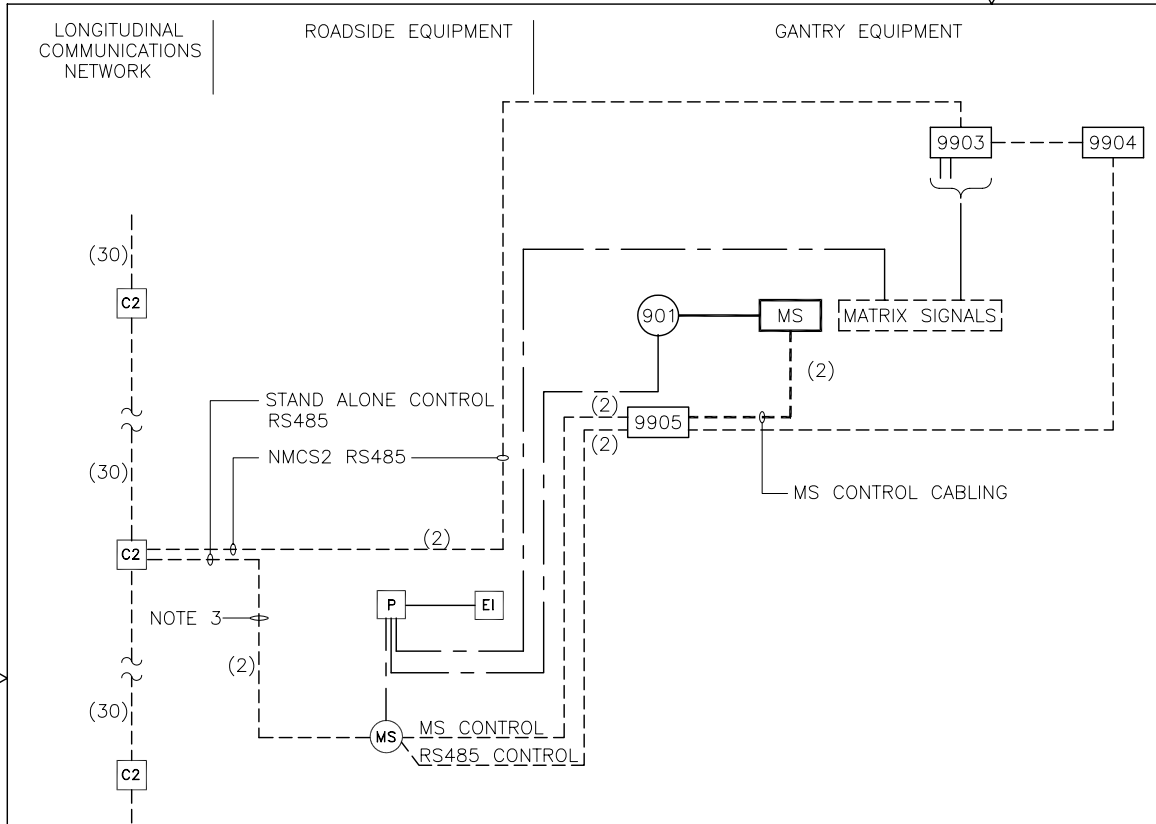 LONGITUDINAL
COMMUNICATIONS
NETWORK
ROADSIDE EQUIPMENT
GANTRY EQUIPMENT
9903
9904
(30)
C2
901
MS
MATRIX SIGNALS
(2)
STAND ALONE CONTROL
RS485
(2)
9905
(2)
NMCS2 RS485
(30)
MS CONTROL CABLING
C2
(2)
P
EI
NOTE 3
(2)
(30)
MS
MS CONTROL
RS485 CONTROL
C2